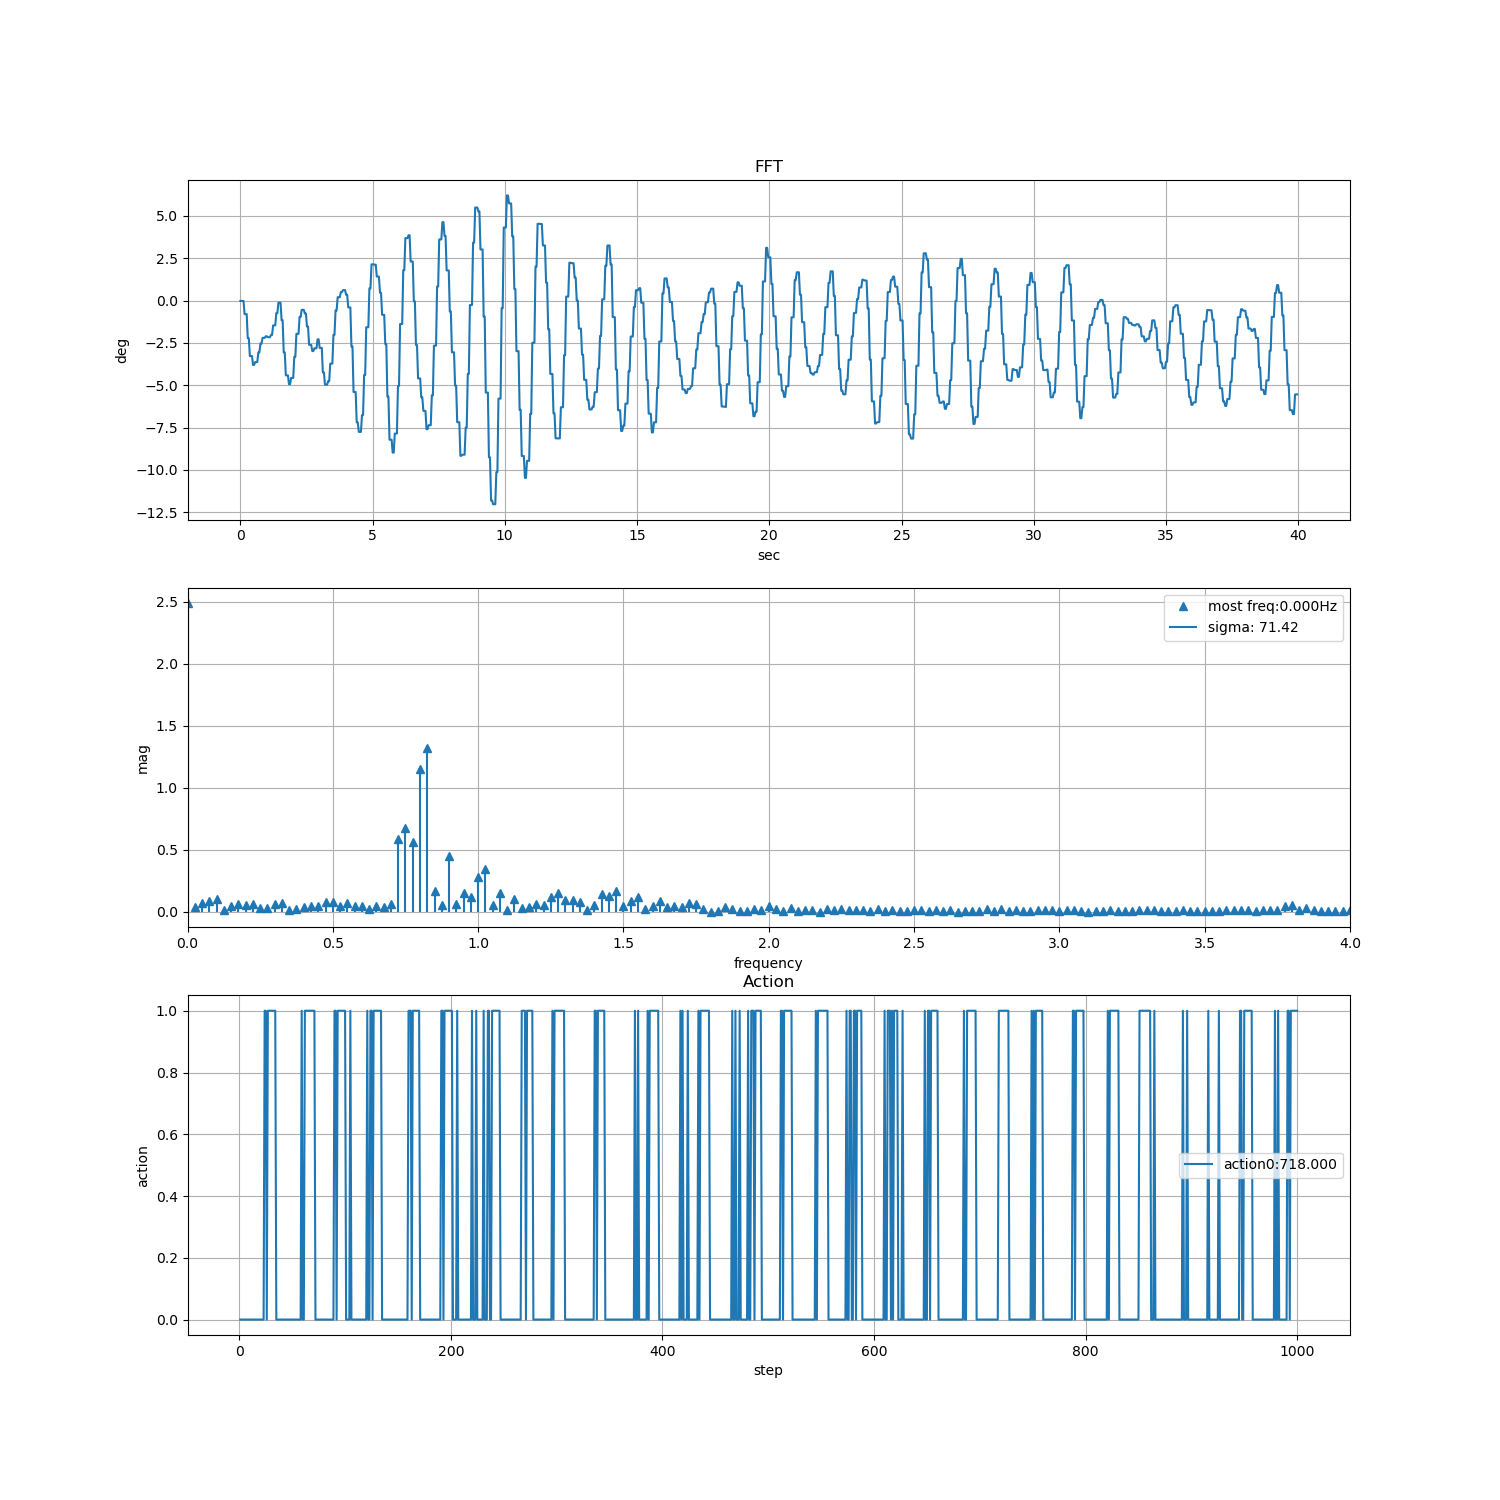 FFT
5.0
2.5
0.0
−2.5
−5.0
−7.5
−10.0
−12.5
deg
0 5 10 15 20 25 30 35 40
sec
2.5
2.0
1.5
1.0
0.5
0.0
mag
most freq:0.000Hz
sigma: 71.42
0.0 0.5 1.0 1.5 2.0 2.5 3.0 3.5 4.0
frequency
Action
1.0
0.8
0.6
0.4
0.2
0.0
action
action0:718.000
0 200 400 600 800 1000
step